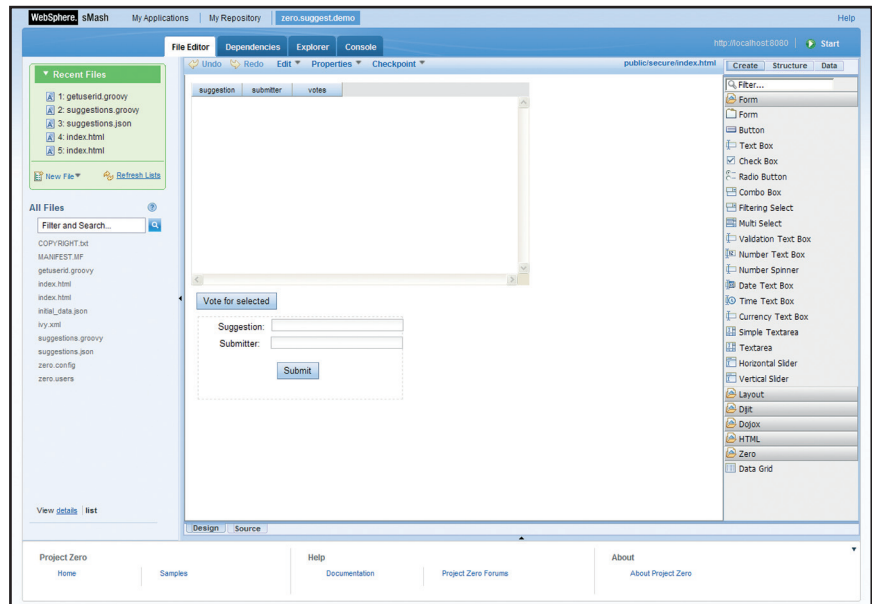 WebSphere. sMash My Applications | My Repository | zero.suggest.demo Help
File Editor Dependencies Explorer Console http://localhost:8080 | Start
Undo Redo Edit Properties Checkpoint public/secure/index.html
Recent Files
1: getuserid.groovy
2: suggestions.groovy
3: suggestions.json
4: index.html
5: index.html
New File Refresh Lists
All Files
Filter and Search...
COPYRIGHT.txt
MANIFEST.MF
getuserid.groovy
index.html
index.html
initial_data.json
ivy.xml
suggestions.groovy
suggestions.json
zero.config
zero.users
View details | list
suggestion submitter votes
Vote for selected
Suggestion:
Submitter:
Submit
Design Source
Create Structure Data
Filter...
Form
Form
Button
Text Box
Check Box
Radio Button
Combo Box
Filtering Select
Multi Select
Validation Text Box
Number Text Box
Number Spinner
Date Text Box
Time Text Box
Currency Text Box
Simple Textarea
Textarea
Horizontal Slider
Vertical Slider
Layout
Dijit
Dojox
HTML
Zero
Data Grid
Project Zero
Home Samples
Help
Documentation Project Zero Forums
About
About Project Zero